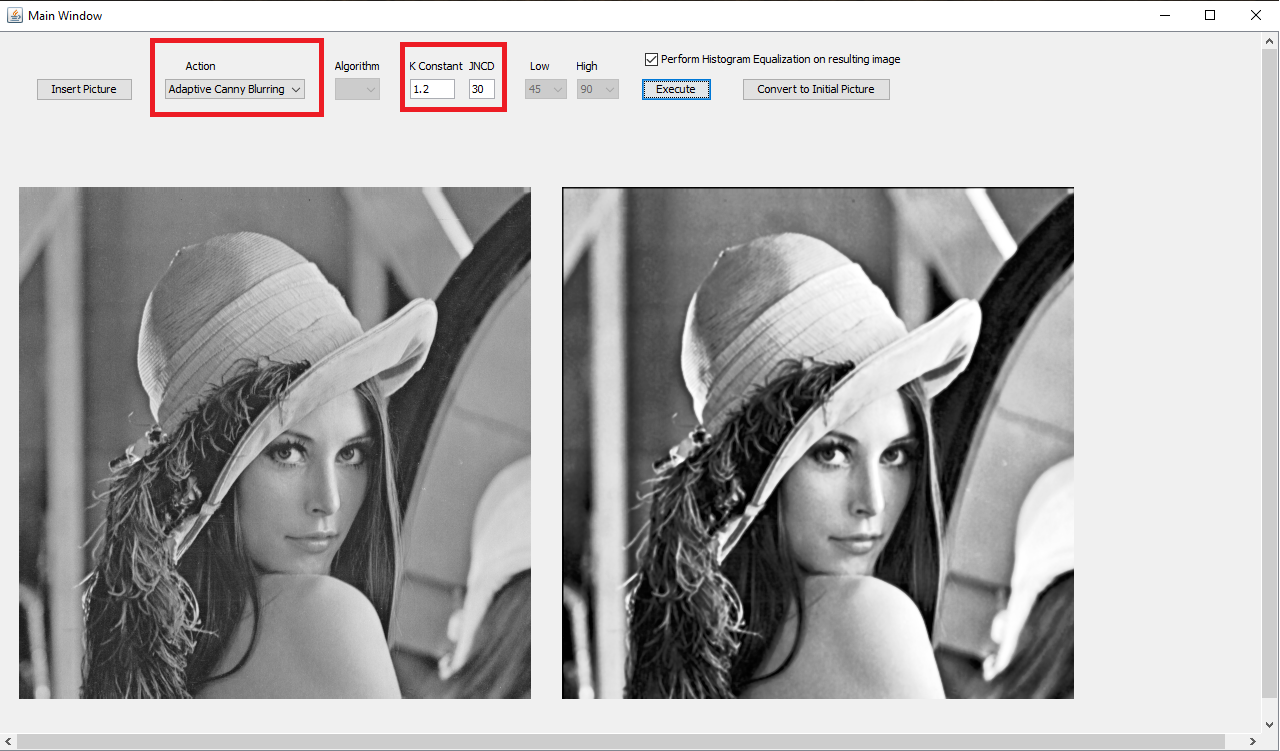 Main Window
Action
Algorithm
K Constant JNCD
Low
High
Perform Histogram Equalization on resulting image
Insert Picture
Adaptive Canny Blurring
1.2
30
45
90
Execute
Convert to Initial Picture